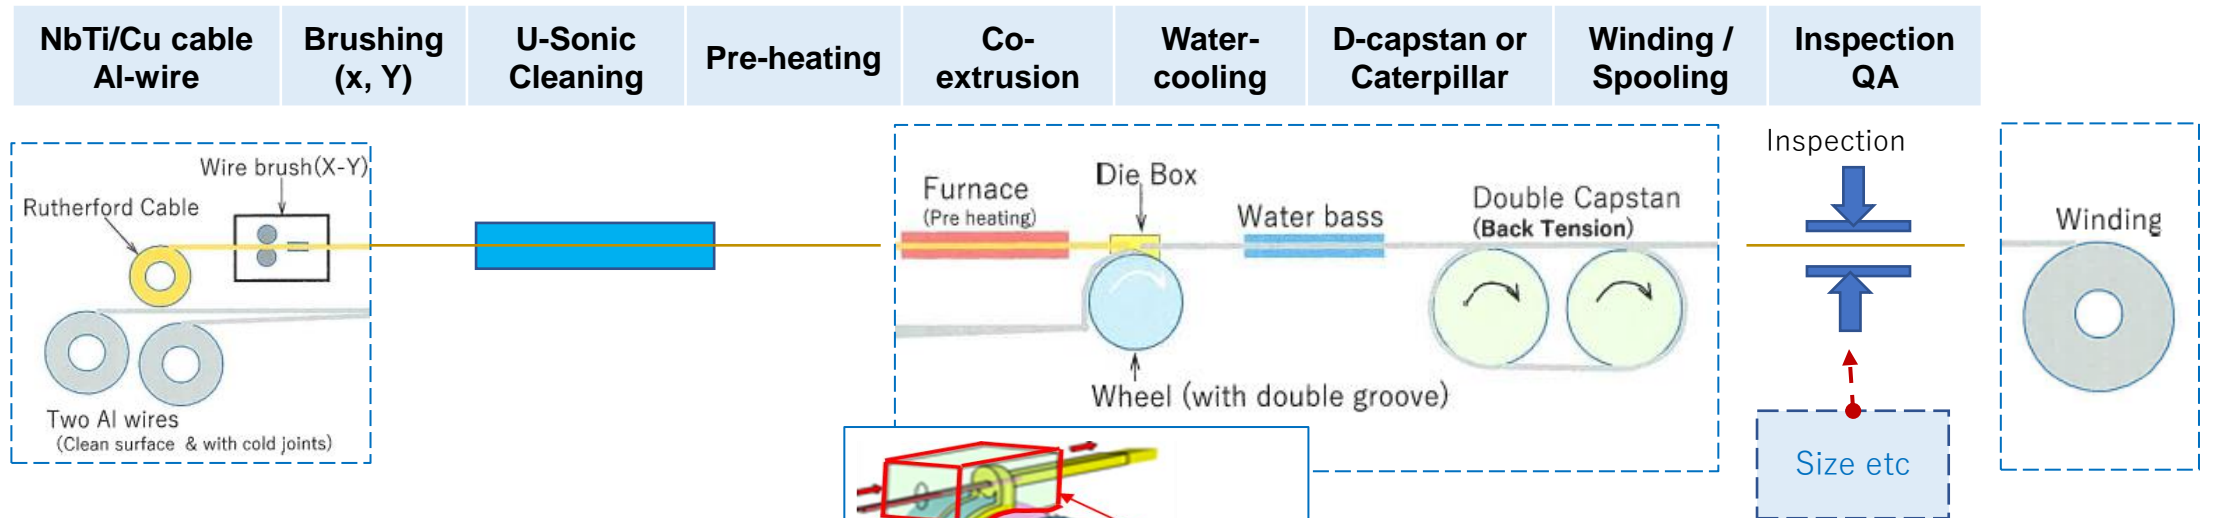 NbTi/Cu cable
Al-wire
Brushing
(x, Y)
U-Sonic
Cleaning
Pre-heating
Co-
extrusion
Water-
cooling
D-capstan or
Caterpillar
Winding /
Spooling
Inspection
QA
Wire brush(X-Y)
Rutherford Cable
Two Al wires
(Clean surface & with cold joints)
Furnace
(Pre heating)
Die Box
Water bass
Double Capstan
(Back Tension)
Wheel (with double groove)
Inspection
Size etc
Winding